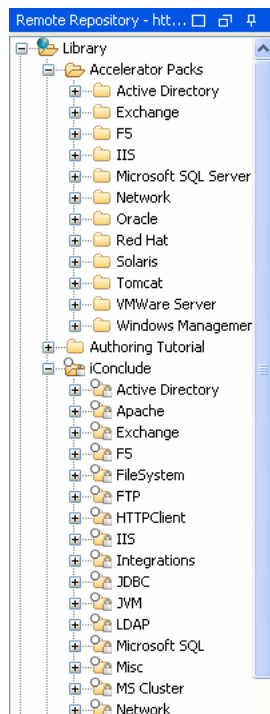 Remote Repository - htt...
Library
Accelerator Packs
Active Directory
Exchange
F5
IIS
Microsoft SQL Server
Network
Oracle
Red Hat
Solaris
Tomcat
VMWare Server
Windows Managemer
Authoring Tutorial
iConclude
Active Directory
Apache
Exchange
F5
FileSystem
FTP
HTTPClient
IIS
Integrations
JDBC
JVM
LDAP
Microsoft SQL
Misc
MS Cluster
Network